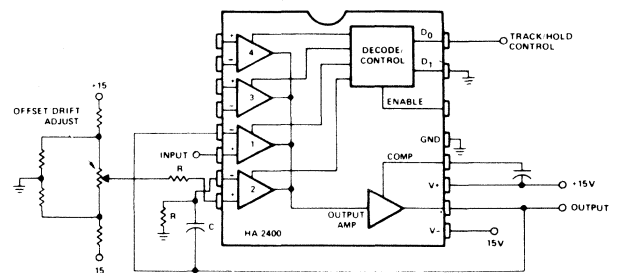 4
DECODE/
CONTROL
D0
TRACK/HOLD
CONTROL
D1
3
ENABLE
+15
OFFSET DRIFT
ADJUST
GND
INPUT
1
COMP
R
2
V+
+15V
OUTPUT
AMP
OUTPUT
R
C
HA 2400
V-
15V
15
+
-
+
-
-
+
-
+